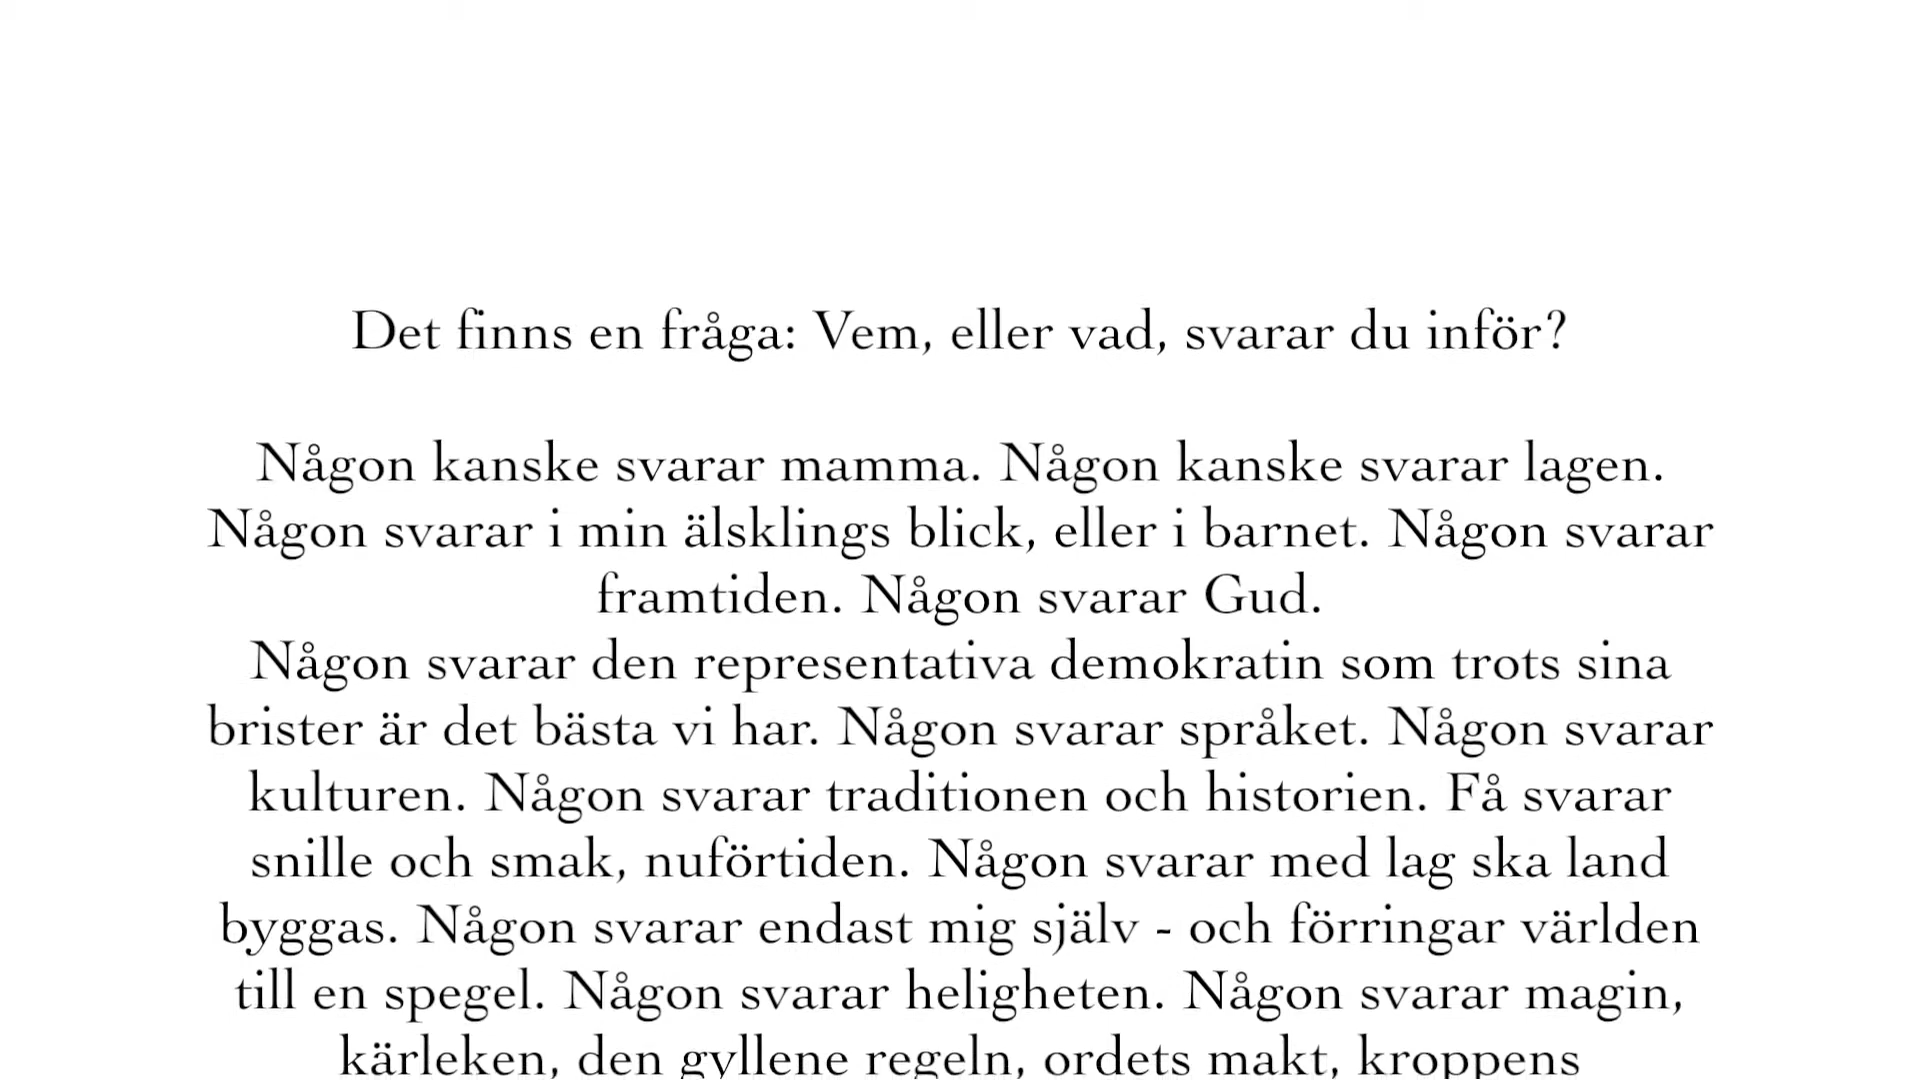 Det finns en fråga: Vem, eller vad, svarar du inför?
Någon kanske svarar mamma. Någon kanske svarar lagen.
Någon svarar i min älsklings blick, eller i barnet. Någon svarar
framtiden. Någon svarar Gud.
Någon svarar den representativa demokratin som trots sina
brister är det bästa vi har. Någon svarar språket. Någon svarar
kulturen. Någon svarar traditionen och historien. Få svarar
snille och smak, nuförtiden. Någon svarar med lag ska land
byggas. Någon svarar endast mig själv - och förringar världen
till en spegel. Någon svarar heligheten. Någon svarar magin,
kärleken, den gyllene regeln, ordets makt, kroppens